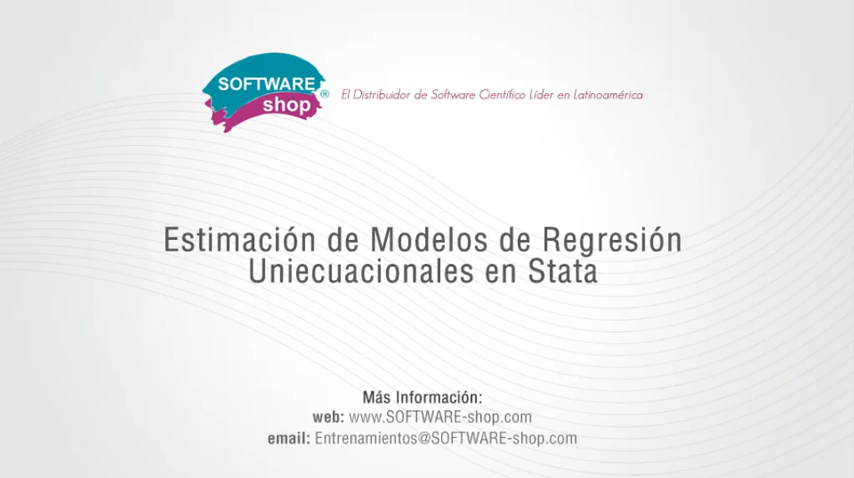 SOFTWARE
shop®
El Distribuidor de Software Científico Líder en Latinoamérica
Estimación de Modelos de Regresión
Uniecuacionales en Stata
Más Información:
web: www.SOFTWARE-shop.com
email: Entrenamientos@SOFTWARE-shop.com